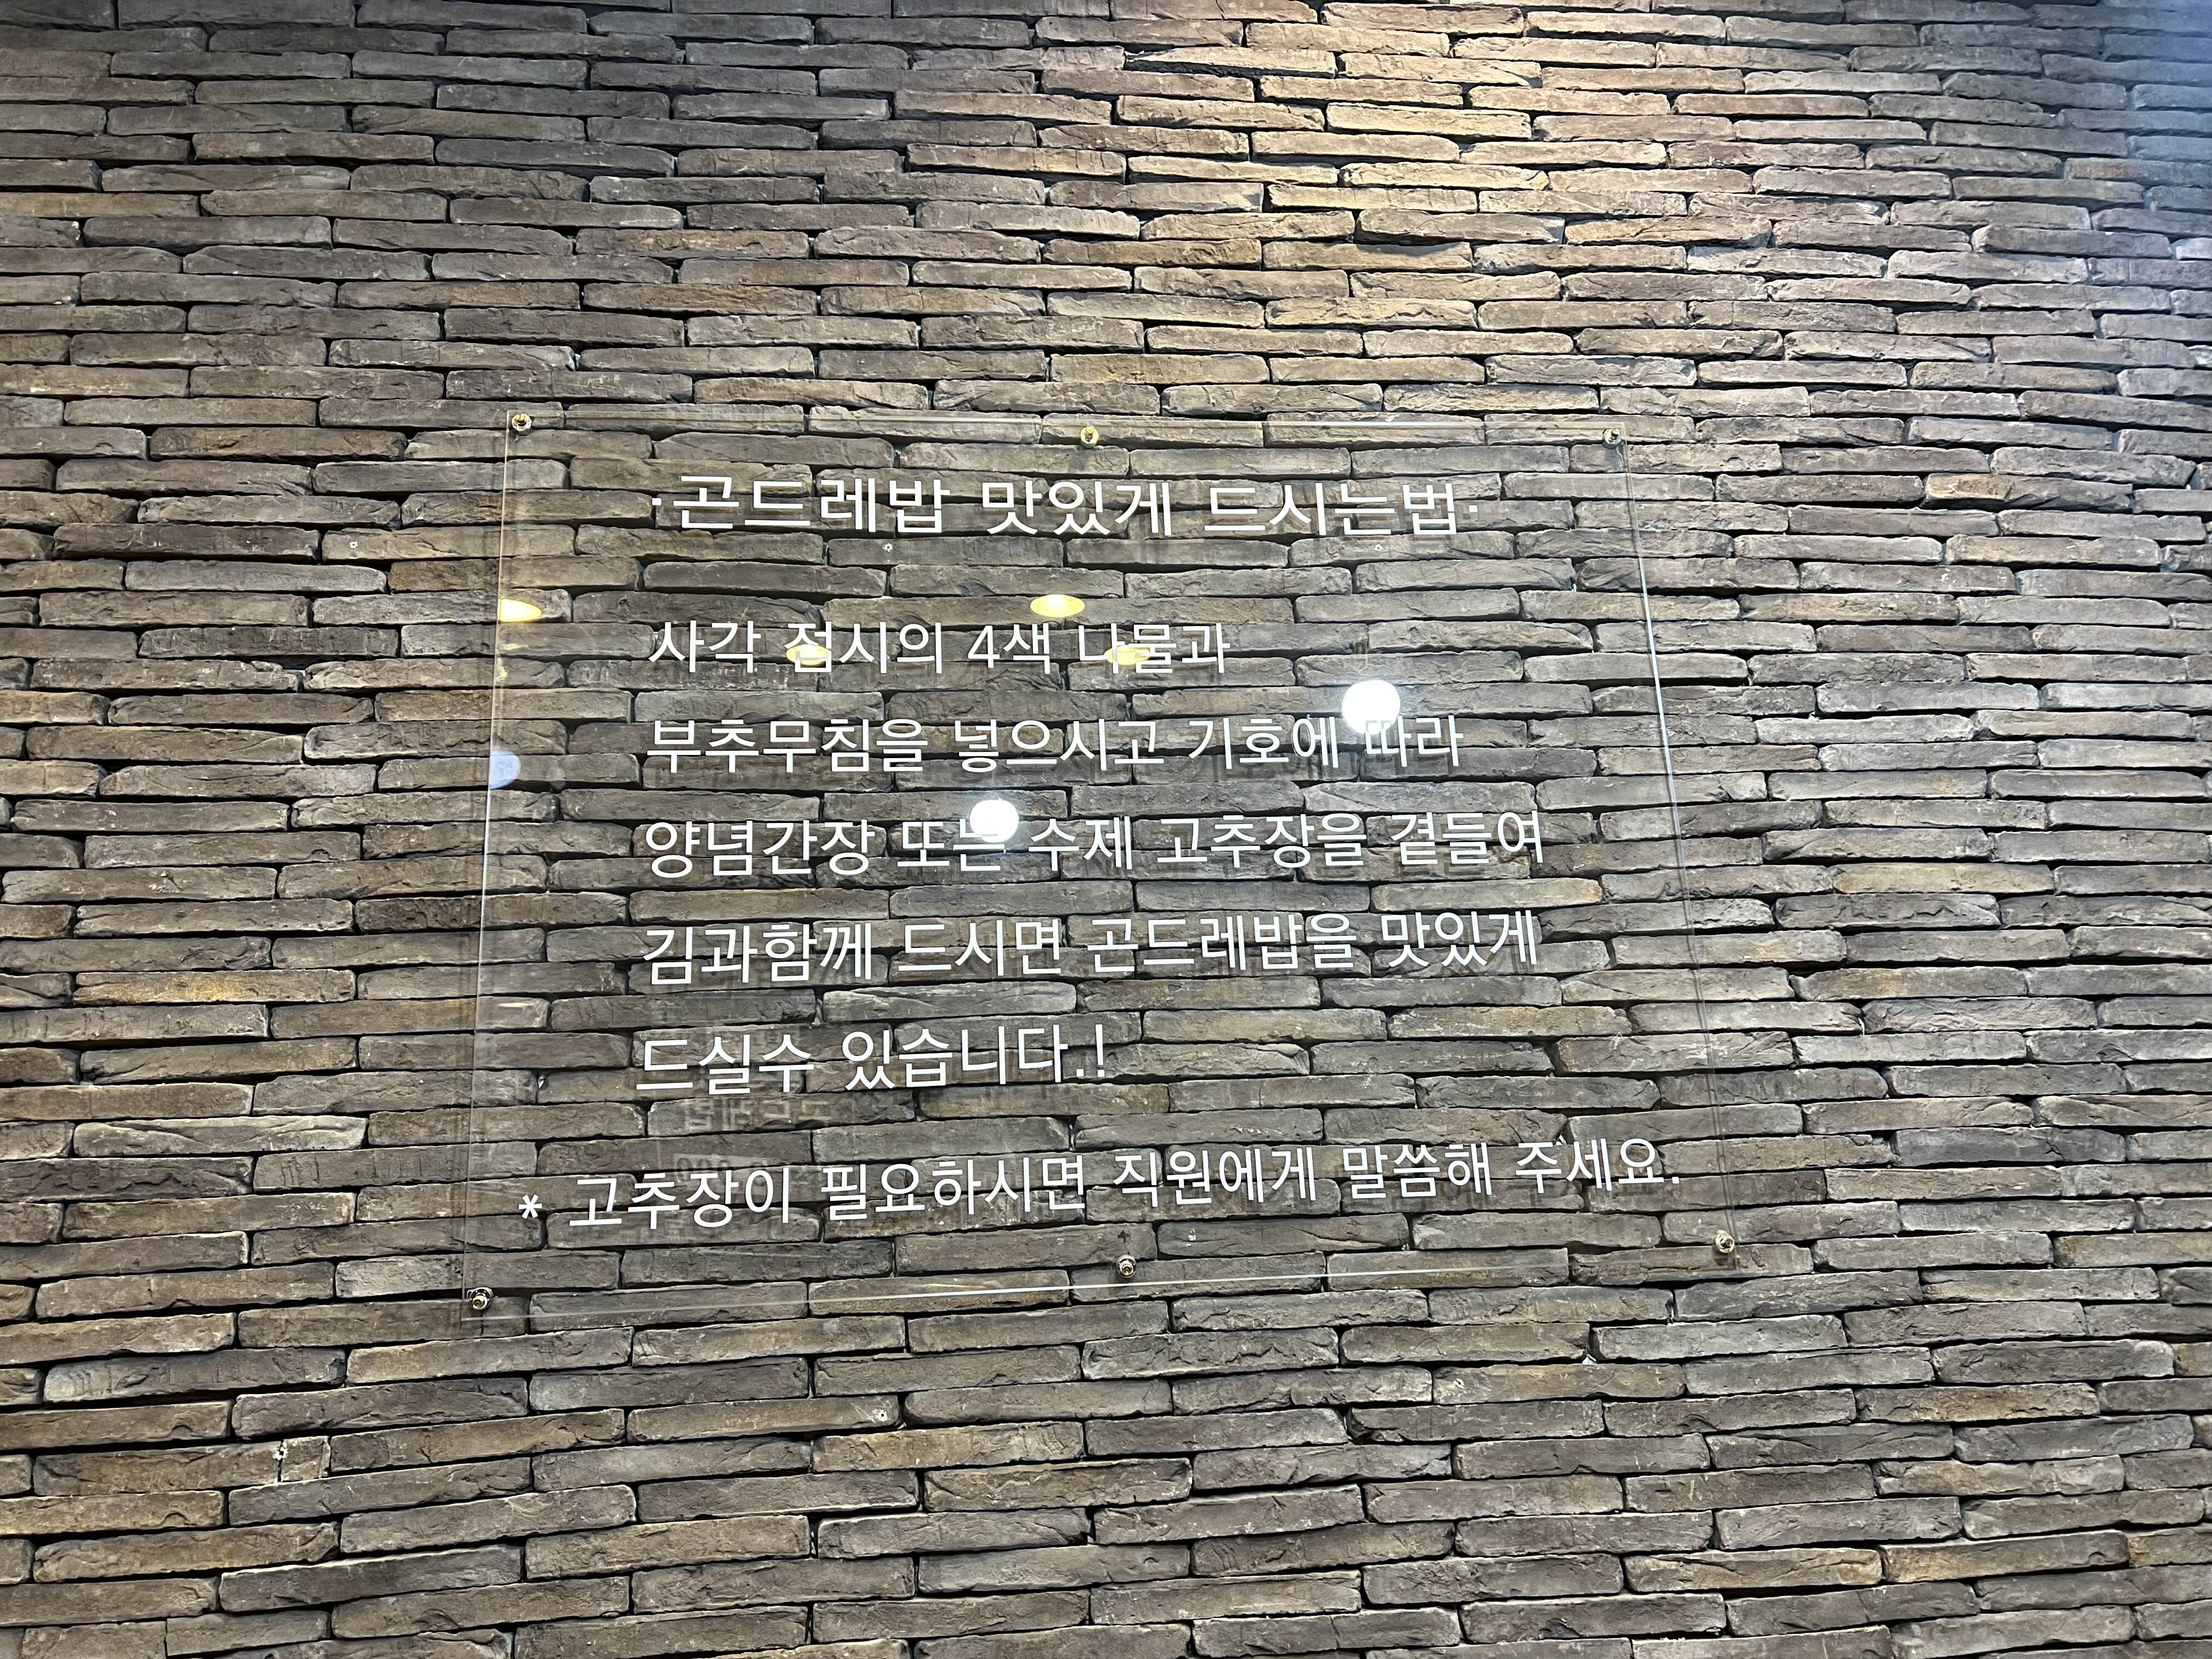 ·곤드레밥 맛있게 드시는법·
사각 접시의 4색 나물과
부추무침을 넣으시고 기호에 따라
양념간장 또는 수제 고추장을 곁들여
김과함께 드시면 곤드레밥을 맛있게
드실수 있습니다.!
* 고추장이 필요하시면 직원에게 말씀해 주세요.